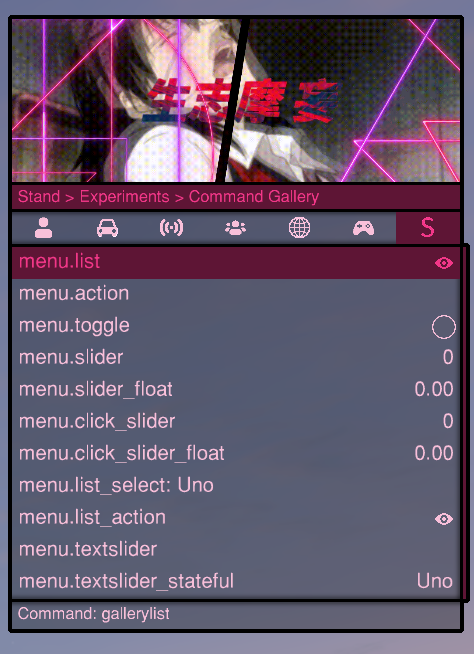 生志摩妄
Stand > Experiments > Command Gallery
S
menu.list
menu.action
menu.toggle
menu.slider 0
menu.slider_float 0.00
menu.click_slider 0
menu.click_slider_float 0.00
menu.list_select: Uno
menu.list_action
menu.textslider
menu.textslider_stateful Uno
Command: gallerylist